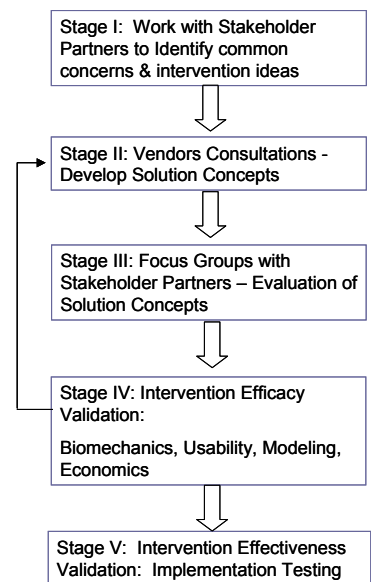 Stage I: Work with Stakeholder
Partners to Identify common
concerns & intervention ideas
Stage II: Vendors Consultations -
Develop Solution Concepts
Stage III: Focus Groups with
Stakeholder Partners – Evaluation of
Solution Concepts
Stage IV: Intervention Efficacy
Validation:
Biomechanics, Usability, Modeling,
Economics
Stage V: Intervention Effectiveness
Validation: Implementation Testing